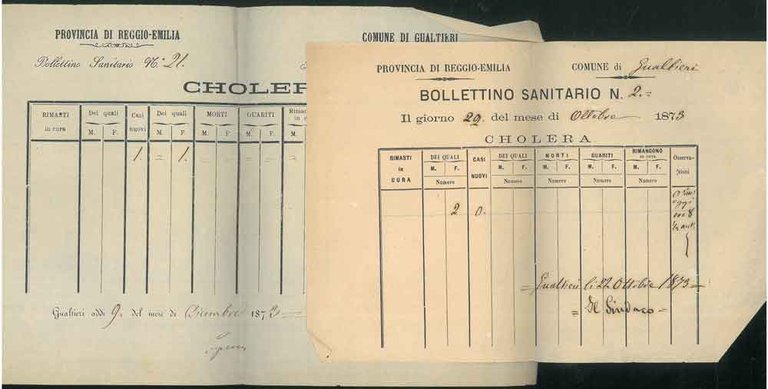 PROVINCIA DI REGGIO-EMILIA
COMUNE DI GUALTIERI
Bollettino Sanitario N.° 21.
CHOLER
RIMASTI in cura
Dei quali
M. F.
Casi nuovi
Dei quali
M. F.
MORTI
M. F.
GUARITI
M. F.
1. = 1. = = = =
Gualtieri addì 9. del mese di Dicembre 1873
PROVINCIA DI REGGIO-EMILIA
COMUNE di Gualtieri
BOLLETTINO SANITARIO N. 2.=
Il giorno 29 del mese di Ottobre 1873
CHOLERA
RIMASTI in CURA
DEI QUALI
M. F.
Numero
CASI NUOVI
DEI QUALI
M. F.
Numero
MORTI
M. F.
Numero
GUARITI
M. F.
Numero
RIMANGONO IN CURA
M. F.
Numero
Osservazioni
2 0.
= Gualtieri li 22 Ottobre 1873 =
= Il Sindaco =